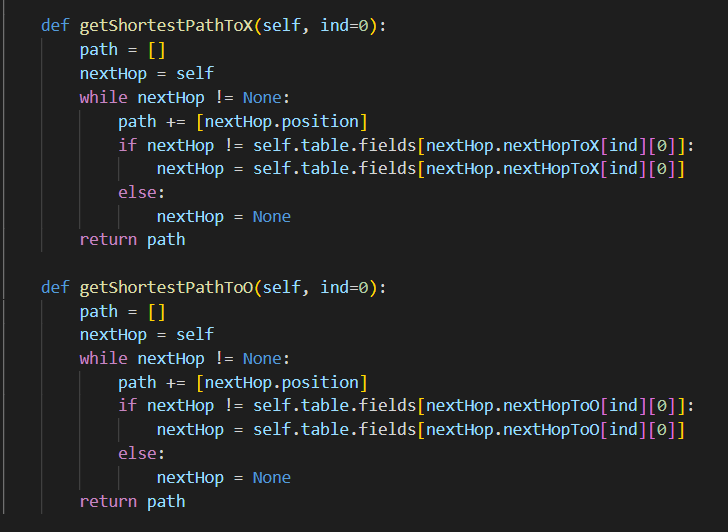 def getShortestPathToX(self, ind=0):
    path = []
    nextHop = self
    while nextHop != None:
        path += [nextHop.position]
        if nextHop != self.table.fields[nextHop.nextHopToX[ind][0]]:
            nextHop = self.table.fields[nextHop.nextHopToX[ind][0]]
        else:
            nextHop = None
    return path

def getShortestPathToO(self, ind=0):
    path = []
    nextHop = self
    while nextHop != None:
        path += [nextHop.position]
        if nextHop != self.table.fields[nextHop.nextHopToO[ind][0]]:
            nextHop = self.table.fields[nextHop.nextHopToO[ind][0]]
        else:
            nextHop = None
    return path